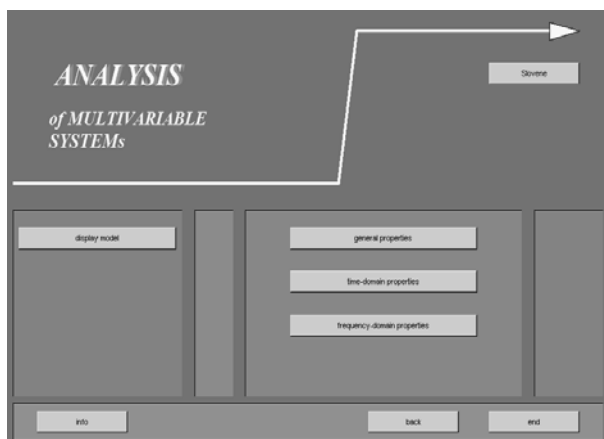 ANALYSIS
of MULTIVARIABLE
SYSTEMs
Slovene
display model
general properties
time-domain properties
frequency-domain properties
info
back
end